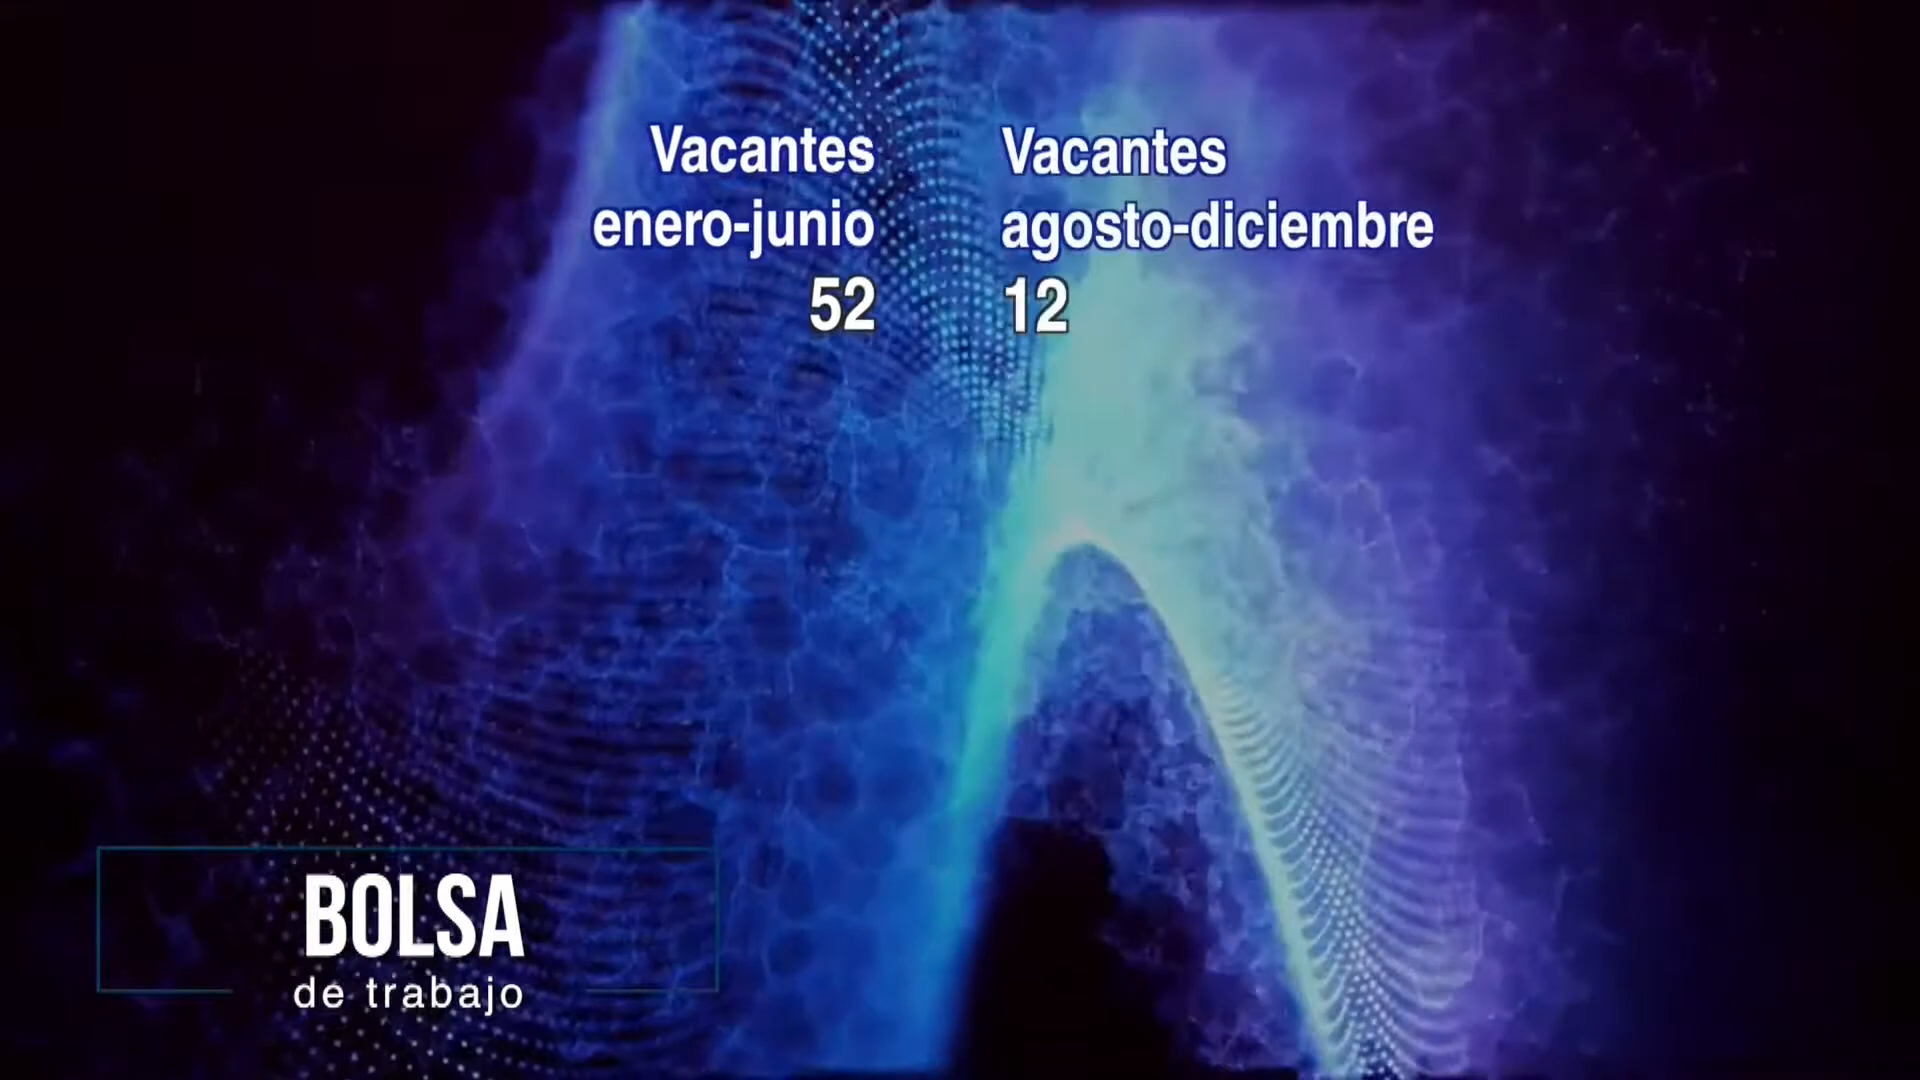 Vacantes
enero-junio
52
Vacantes
agosto-diciembre
12
BOLSA
de trabajo